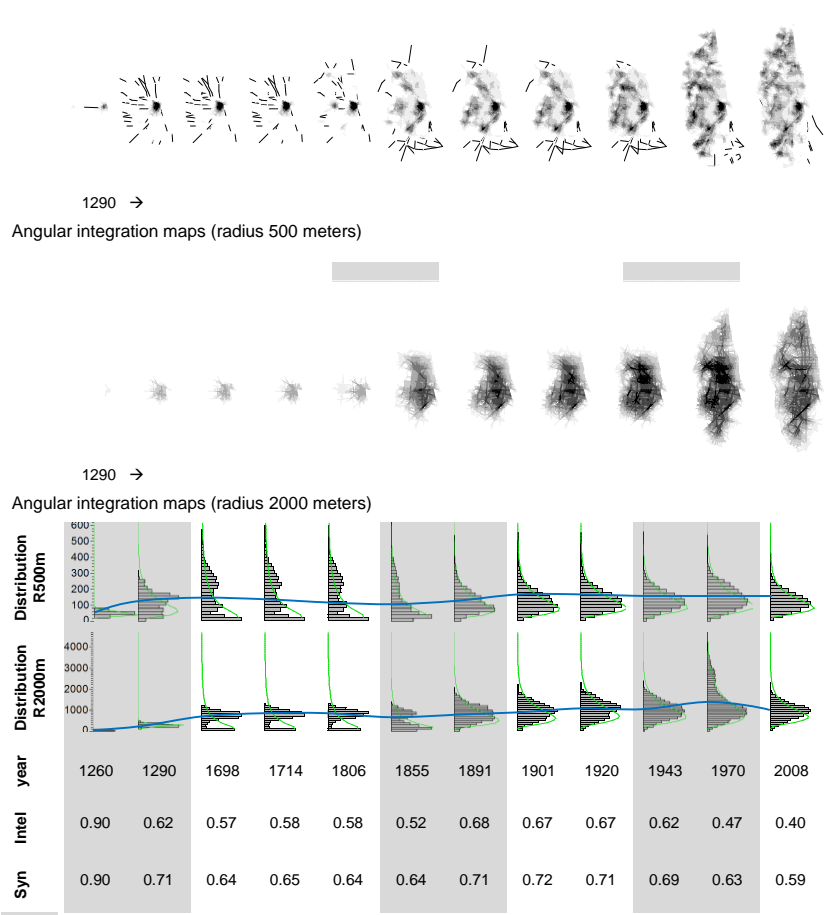 1290 →
Angular integration maps (radius 500 meters)
1290 →
Angular integration maps (radius 2000 meters)
Distribution
R500m
600
500
400
300
200
100
0
Distribution
R2000m
4000
3000
2000
1000
0
year 1260 1290 1698 1714 1806 1855 1891 1901 1920 1943 1970 2008
Intel 0.90 0.62 0.57 0.58 0.58 0.52 0.68 0.67 0.67 0.62 0.47 0.40
Syn 0.90 0.71 0.64 0.65 0.64 0.64 0.71 0.72 0.71 0.69 0.63 0.59